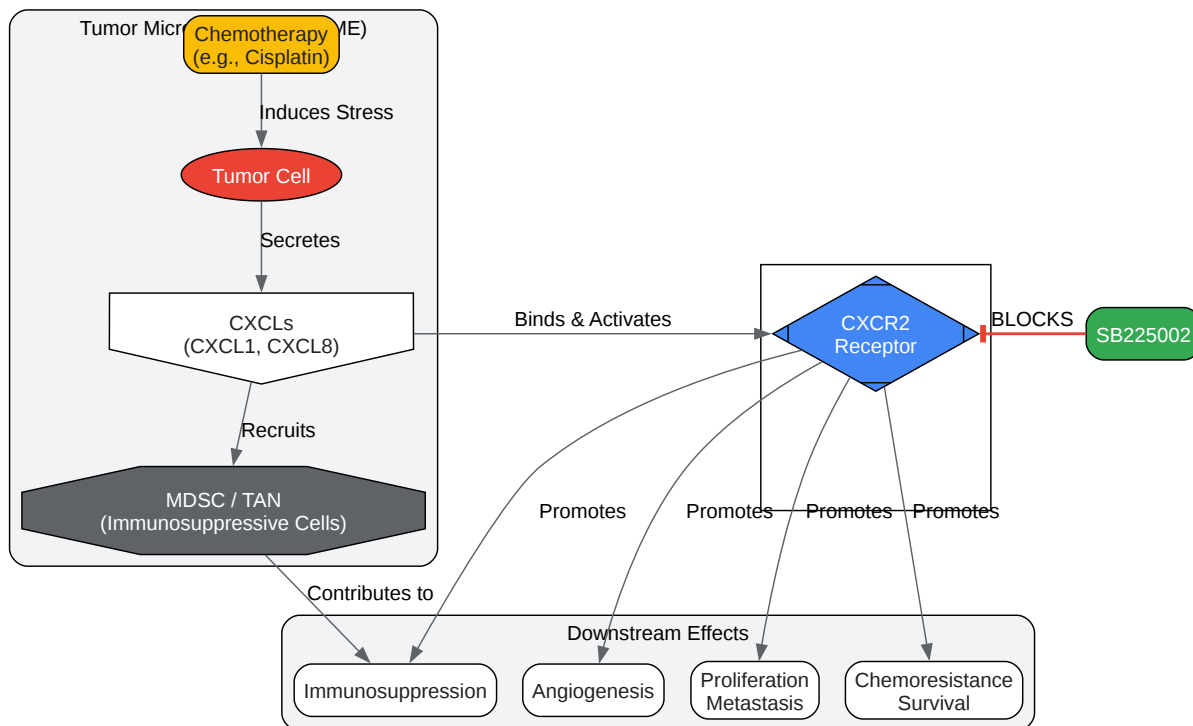 Tumor Micr
ME)
Chemotherapy
(e.g., Cisplatin)
Induces Stress
Tumor Cell
Secretes
CXCLs
(CXCL1, CXCL8)
Binds & Activates
CXCR2
Receptor
BLOCKS
SB225002
Recruits
MDSC / TAN
(Immunosuppressive Cells)
Promotes
Promotes
Promotes
Promotes
Contributes to
Downstream Effects
Immunosuppression
Angiogenesis
Proliferation
Metastasis
Chemoresistance
Survival